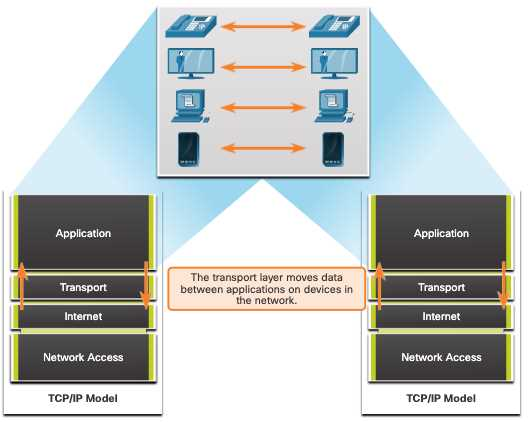 Application
Transport
Internet
Network Access
TCP/IP Model
The transport layer moves data
between applications on devices in
the network.
Application
Transport
Internet
Network Access
TCP/IP Model